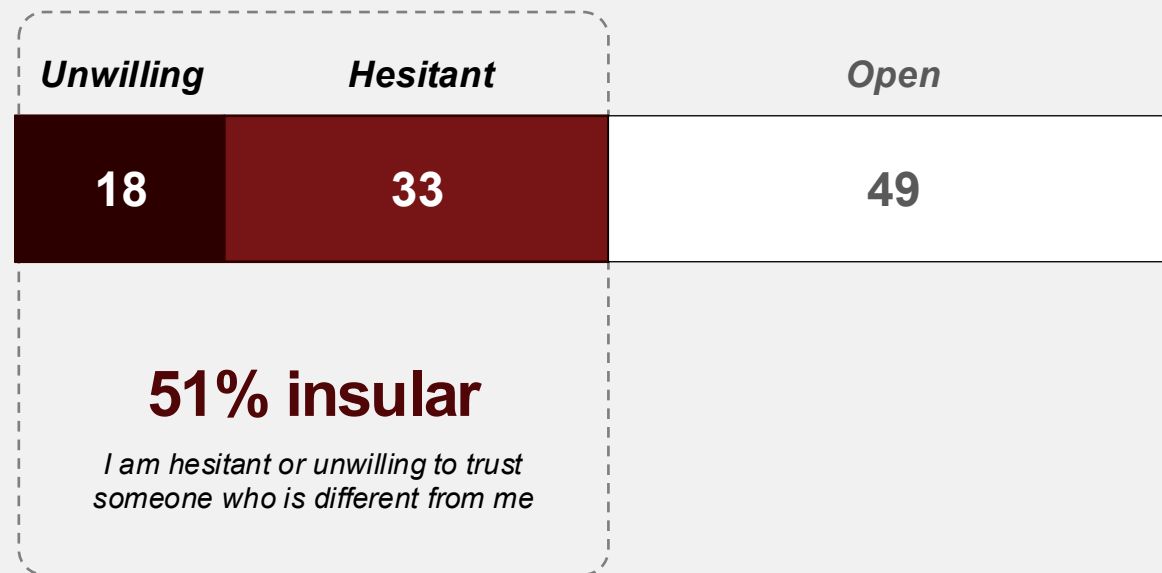 Unwilling Hesitant Open
18 33 49
51% insular
I am hesitant or unwilling to trust
someone who is different from me